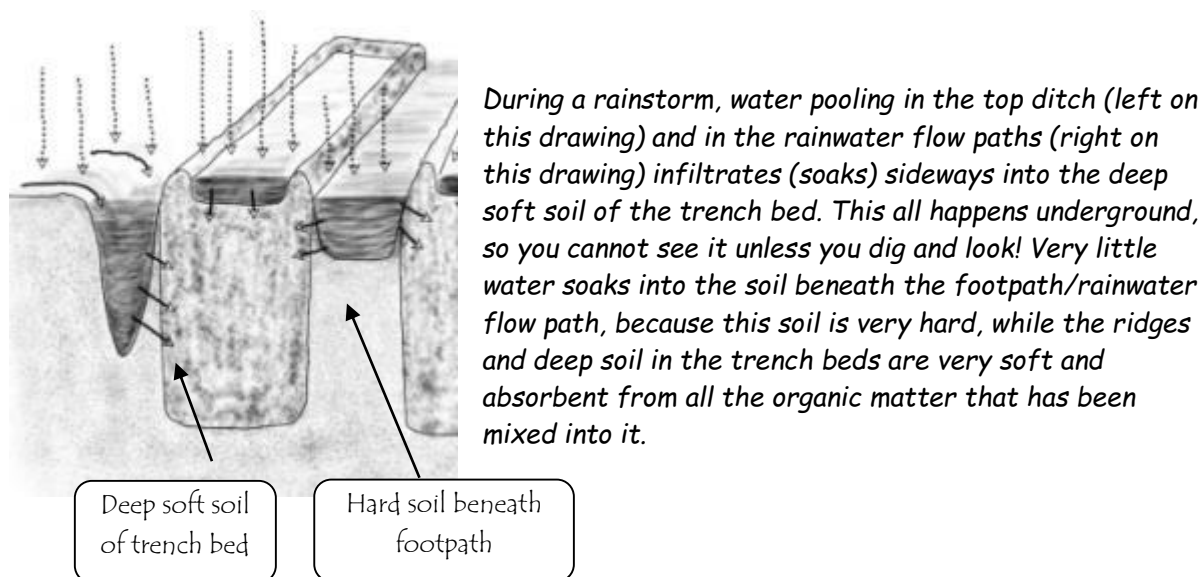 During a rainstorm, water pooling in the top ditch (left on
this drawing) and in the rainwater flow paths (right on
this drawing) infiltrates (soaks) sideways into the deep
soft soil of the trench bed. This all happens underground,
so you cannot see it unless you dig and look! Very little
water soaks into the soil beneath the footpath/rainwater
flow path, because this soil is very hard, while the ridges
and deep soil in the trench beds are very soft and
absorbent from all the organic matter that has been
mixed into it.
Deep soft soil
of trench bed
Hard soil beneath
footpath